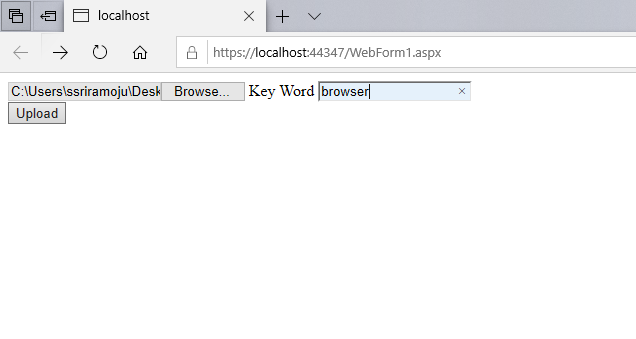 localhost
https://localhost:44347/WebForm1.aspx
C:\Users\ssriramoju\Desk Browse... Key Word browser
Upload